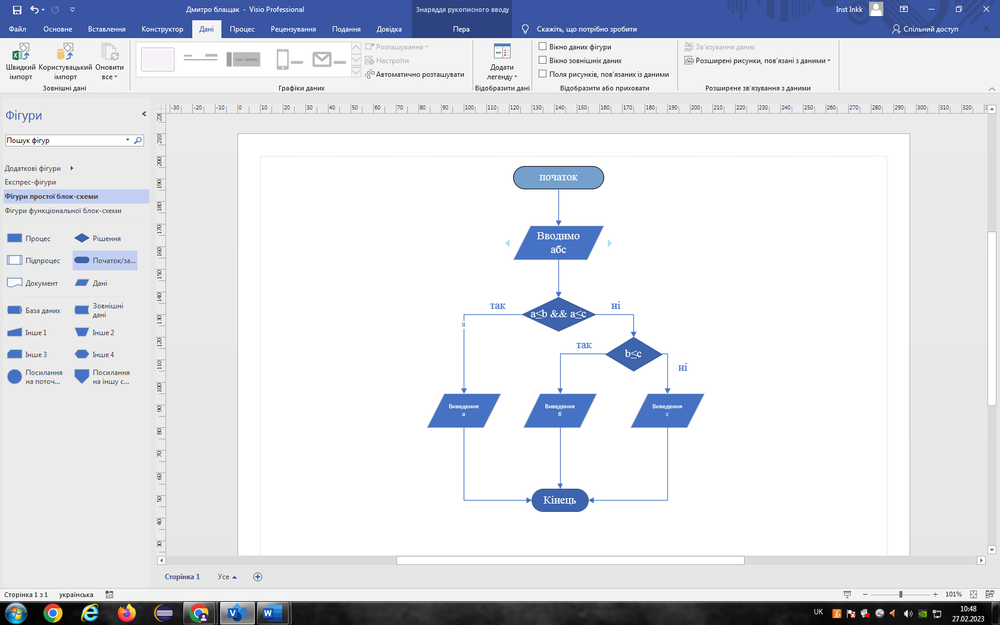 Дмитро блащак - Visio Professional
Знаряддя рукописного вводу
Inst Inkk
Файл
Основне
Вставлення
Конструктор
Дані
Процес
Рецензування
Подання
Довідка
Пера
Скажіть, що потрібно зробити
Спільний доступ
Швидкий
імпорт
Користувацький
імпорт
Оновити
все
Зовнішні дані
Розташування
Настроїти
Автоматично розташувати
Графіки даних
Додати
легенду
Відобразити дані
Вікно даних фігури
Вікно зовнішніх даних
Поля рисунків, пов'язаних із даними
Відобразити або приховати
Зв'язування даних
Розширені рисунки, пов'язані з даними
Розширене зв'язування з даними
-30 -20 -10 0 10 20 30 40 50 60 70 80 90 100 110 120 130 140 150 160 170 180 190 200 210 220 230 240 250 260 270 280 290 300 310 320
Фігури
Пошук фігур
Додаткові фігури
Експрес-фігури
Фігури простої блок-схеми
Фігури функціональної блок-схеми
Процес
Рішення
Підпроцес
Початок/за...
Документ
Дані
База даних
Зовнішні
дані
Інше 1
Інше 2
Інше 3
Інше 4
Посилання
на поточ...
Посилання
на іншу с...
220
210
200
190
180
170
160
150
140
130
120
110
100
90
80
70
60
50
40
30
початок
Вводимо
абс
так
a≤b && a≤c
ні
так
b≤c
ні
Виведення
а
Виведення
б
Виведення
с
Кінець
Сторінка 1
Усе
Сторінка 1 з 1
українська
101%
UK
10:48
27.02.2023